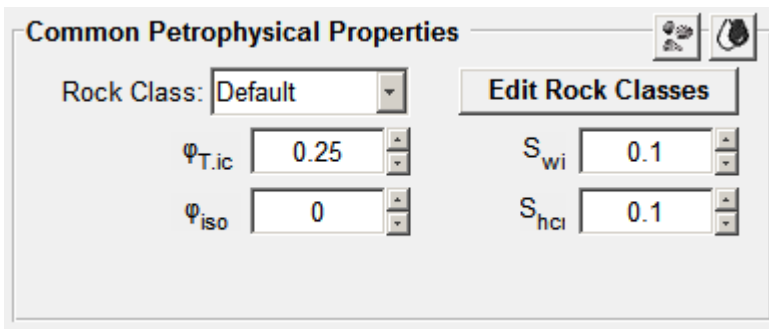 Common Petrophysical Properties
Rock Class: Default Edit Rock Classes
φT.ic 0.25 Swi 0.1
φiso 0 Shcı 0.1